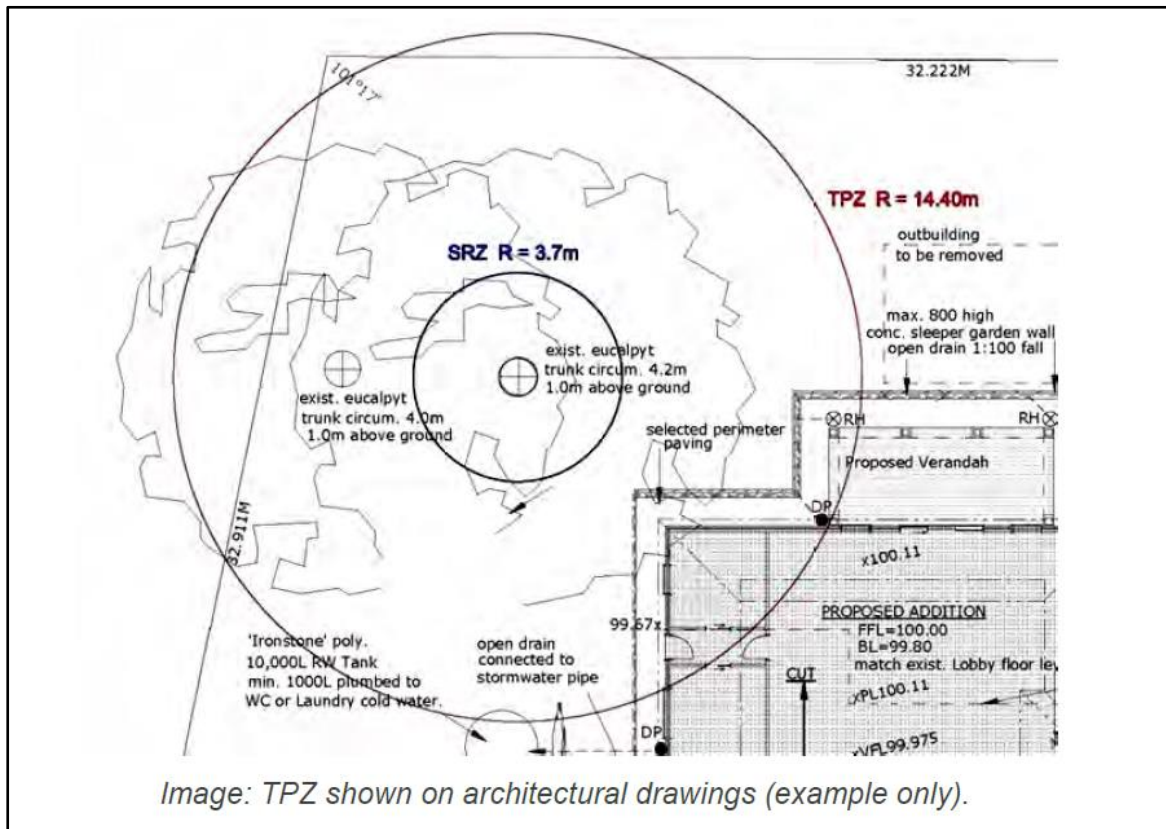 32.222M
101°17'
TPZ R = 14.40m
outbuilding
to be removed
SRZ R = 3.7m
max. 800 high
conc. sleeper garden wall
open drain 1:100 fall
exist. eucalpyt
trunk circum. 4.2m
1.0m above ground
exist. eucalpyt
trunk circum. 4.0m
1.0m above ground
selected perimeter
paving
RH
RH
Proposed Verandah
DP
32.911M
x100.11
PROPOSED ADDITION
FFL=100.00
BL=99.80
match exist. Lobby floor lev
99.67x
'Ironstone' poly.
10,000L RW Tank
min. 1000L plumbed to
WC or Laundry cold water.
open drain
connected to
stormwater pipe
CUT
xPL100.11
DP
xVFL99.975
Image: TPZ shown on architectural drawings (example only).